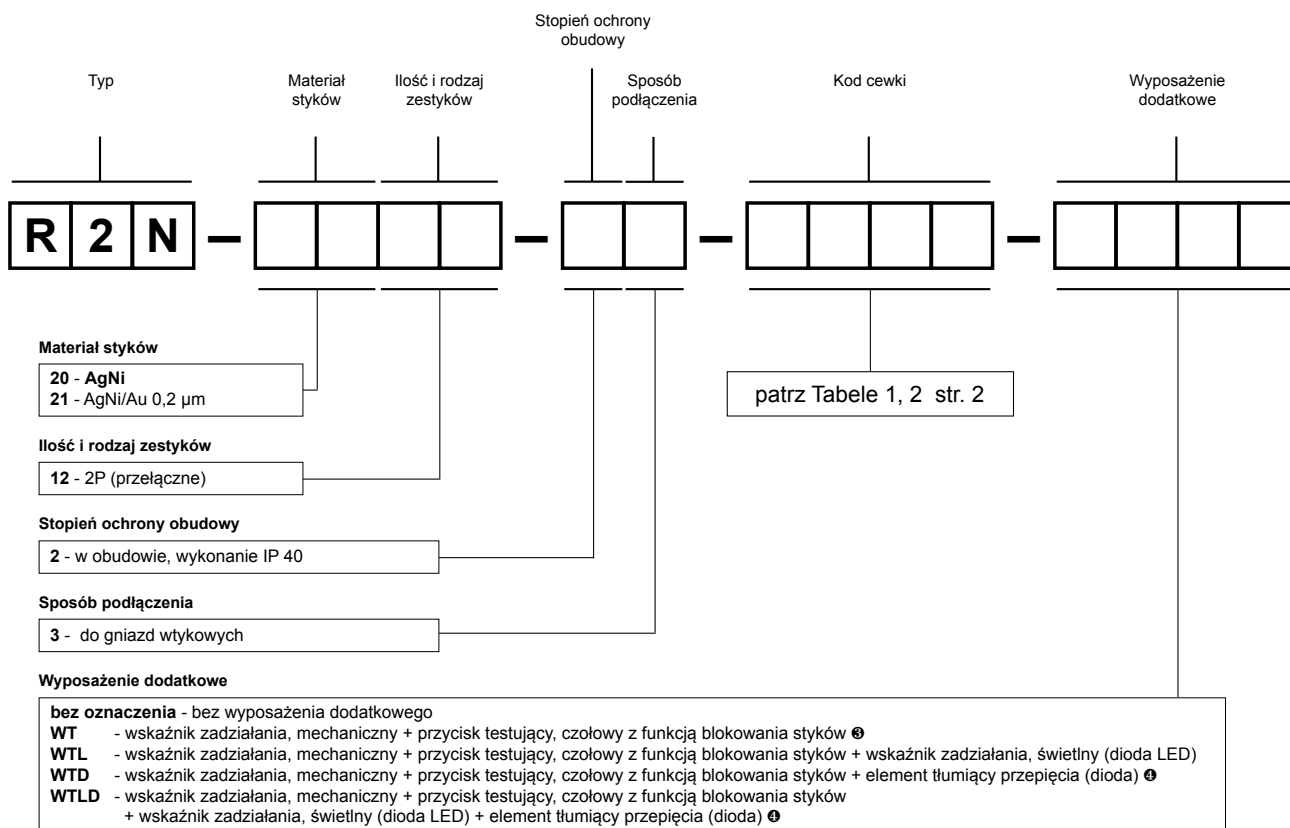 Stopień ochrony
obudowy
Typ
Materiał
styków
Ilość i rodzaj
zestyków
Sposób
podłączenia
Kod cewki
Wyposażenie
dodatkowe
R 2 N – – – –
Materiał styków
20 - AgNi
21 - AgNi/Au 0,2 µm
patrz Tabele 1, 2 str. 2
Ilość i rodzaj zestyków
12 - 2P (przełączne)
Stopień ochrony obudowy
2 - w obudowie, wykonanie IP 40
Sposób podłączenia
3 - do gniazd wtykowych
Wyposażenie dodatkowe
bez oznaczenia - bez wyposażenia dodatkowego
WT - wskaźnik zadziałania, mechaniczny + przycisk testujący, czołowy z funkcją blokowania styków ❸
WTL - wskaźnik zadziałania, mechaniczny + przycisk testujący, czołowy z funkcją blokowania styków + wskaźnik zadziałania, świetlny (dioda LED)
WTD - wskaźnik zadziałania, mechaniczny + przycisk testujący, czołowy z funkcją blokowania styków + element tłumiący przepięcia (dioda) ❹
WTLD - wskaźnik zadziałania, mechaniczny + przycisk testujący, czołowy z funkcją blokowania styków
+ wskaźnik zadziałania, świetlny (dioda LED) + element tłumiący przepięcia (dioda) ❹